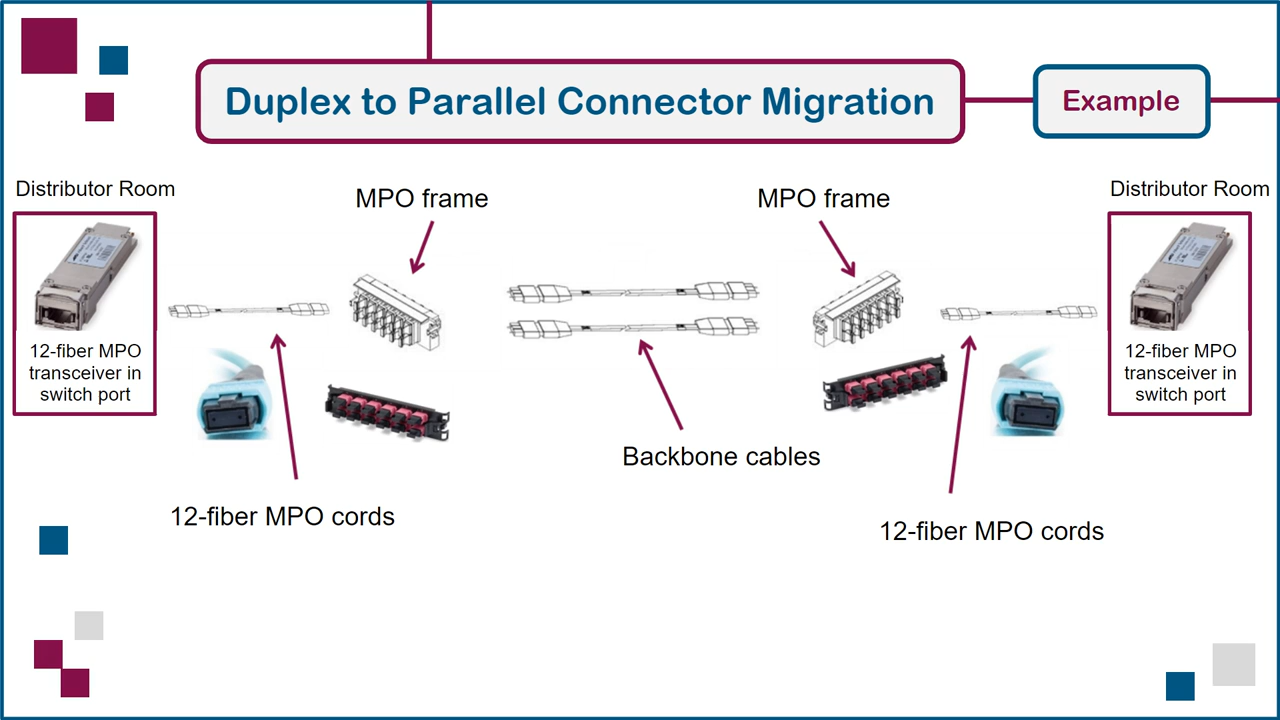 Duplex to Parallel Connector Migration
Example
Distributor Room
MPO frame
MPO frame
Distributor Room
12-fiber MPO
transceiver in
switch port
12-fiber MPO
transceiver in
switch port
Backbone cables
12-fiber MPO cords
12-fiber MPO cords